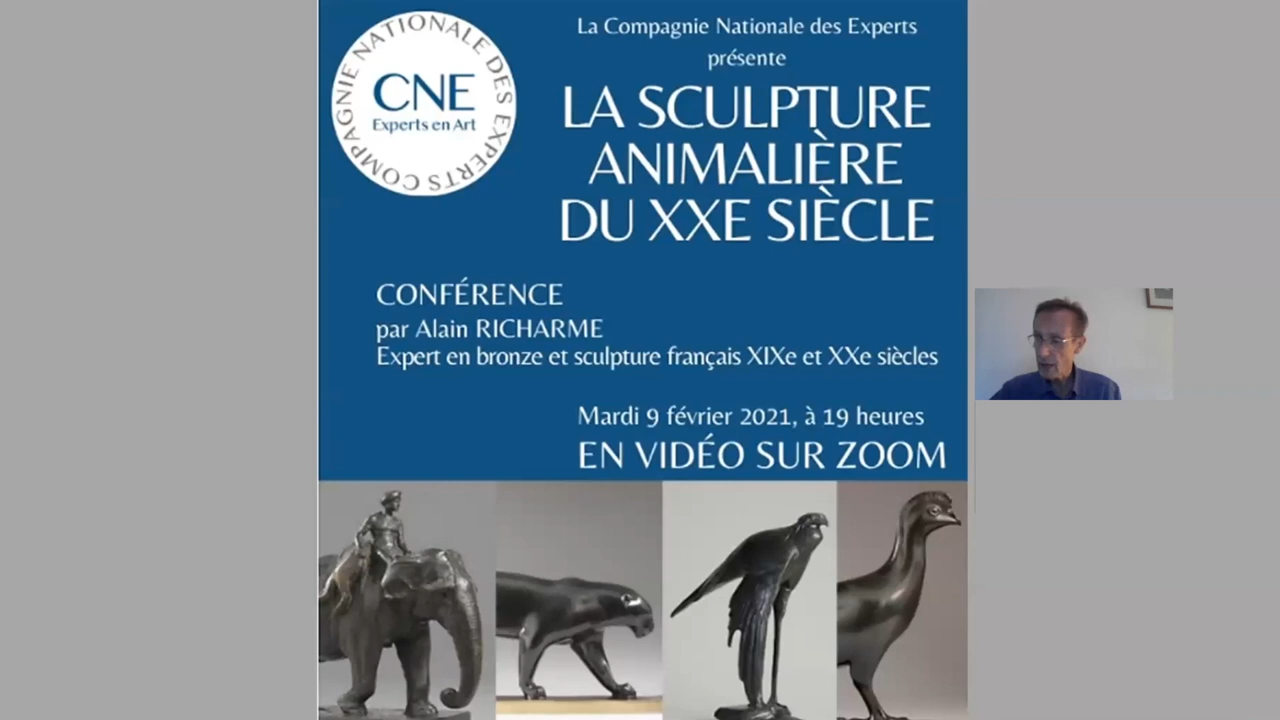 COMPAGNIE NATIONALE DES EXPERTS
CNE
Experts en Art
La Compagnie Nationale des Experts
présente
LA SCULPTURE
ANIMALIÈRE
DU XXE SIÈCLE
CONFÉRENCE
par Alain RICHARME
Expert en bronze et sculpture français XIXe et XXe siècles
Mardi 9 février 2021, à 19 heures
EN VIDÉO SUR ZOOM